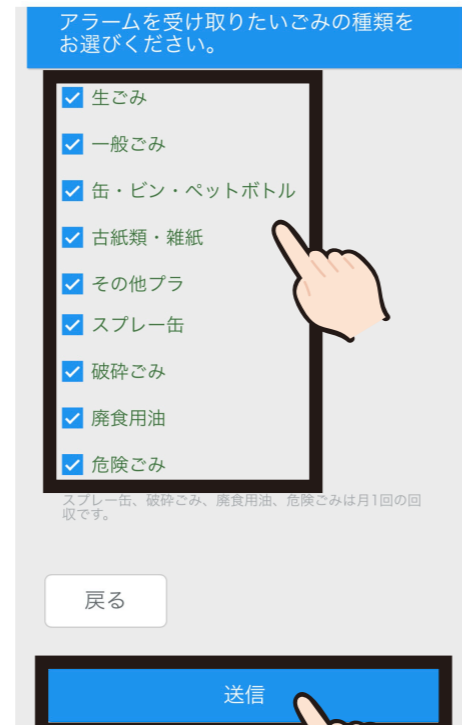 アラームを受け取りたいごみの種類を
お選びください。
生ごみ
一般ごみ
缶・ビン・ペットボトル
古紙類・雑紙
その他プラ
スプレー缶
破砕ごみ
廃食用油
危険ごみ
スプレー缶、破砕ごみ、廃食用油、危険ごみは月1回の回
収です。
戻る
送信